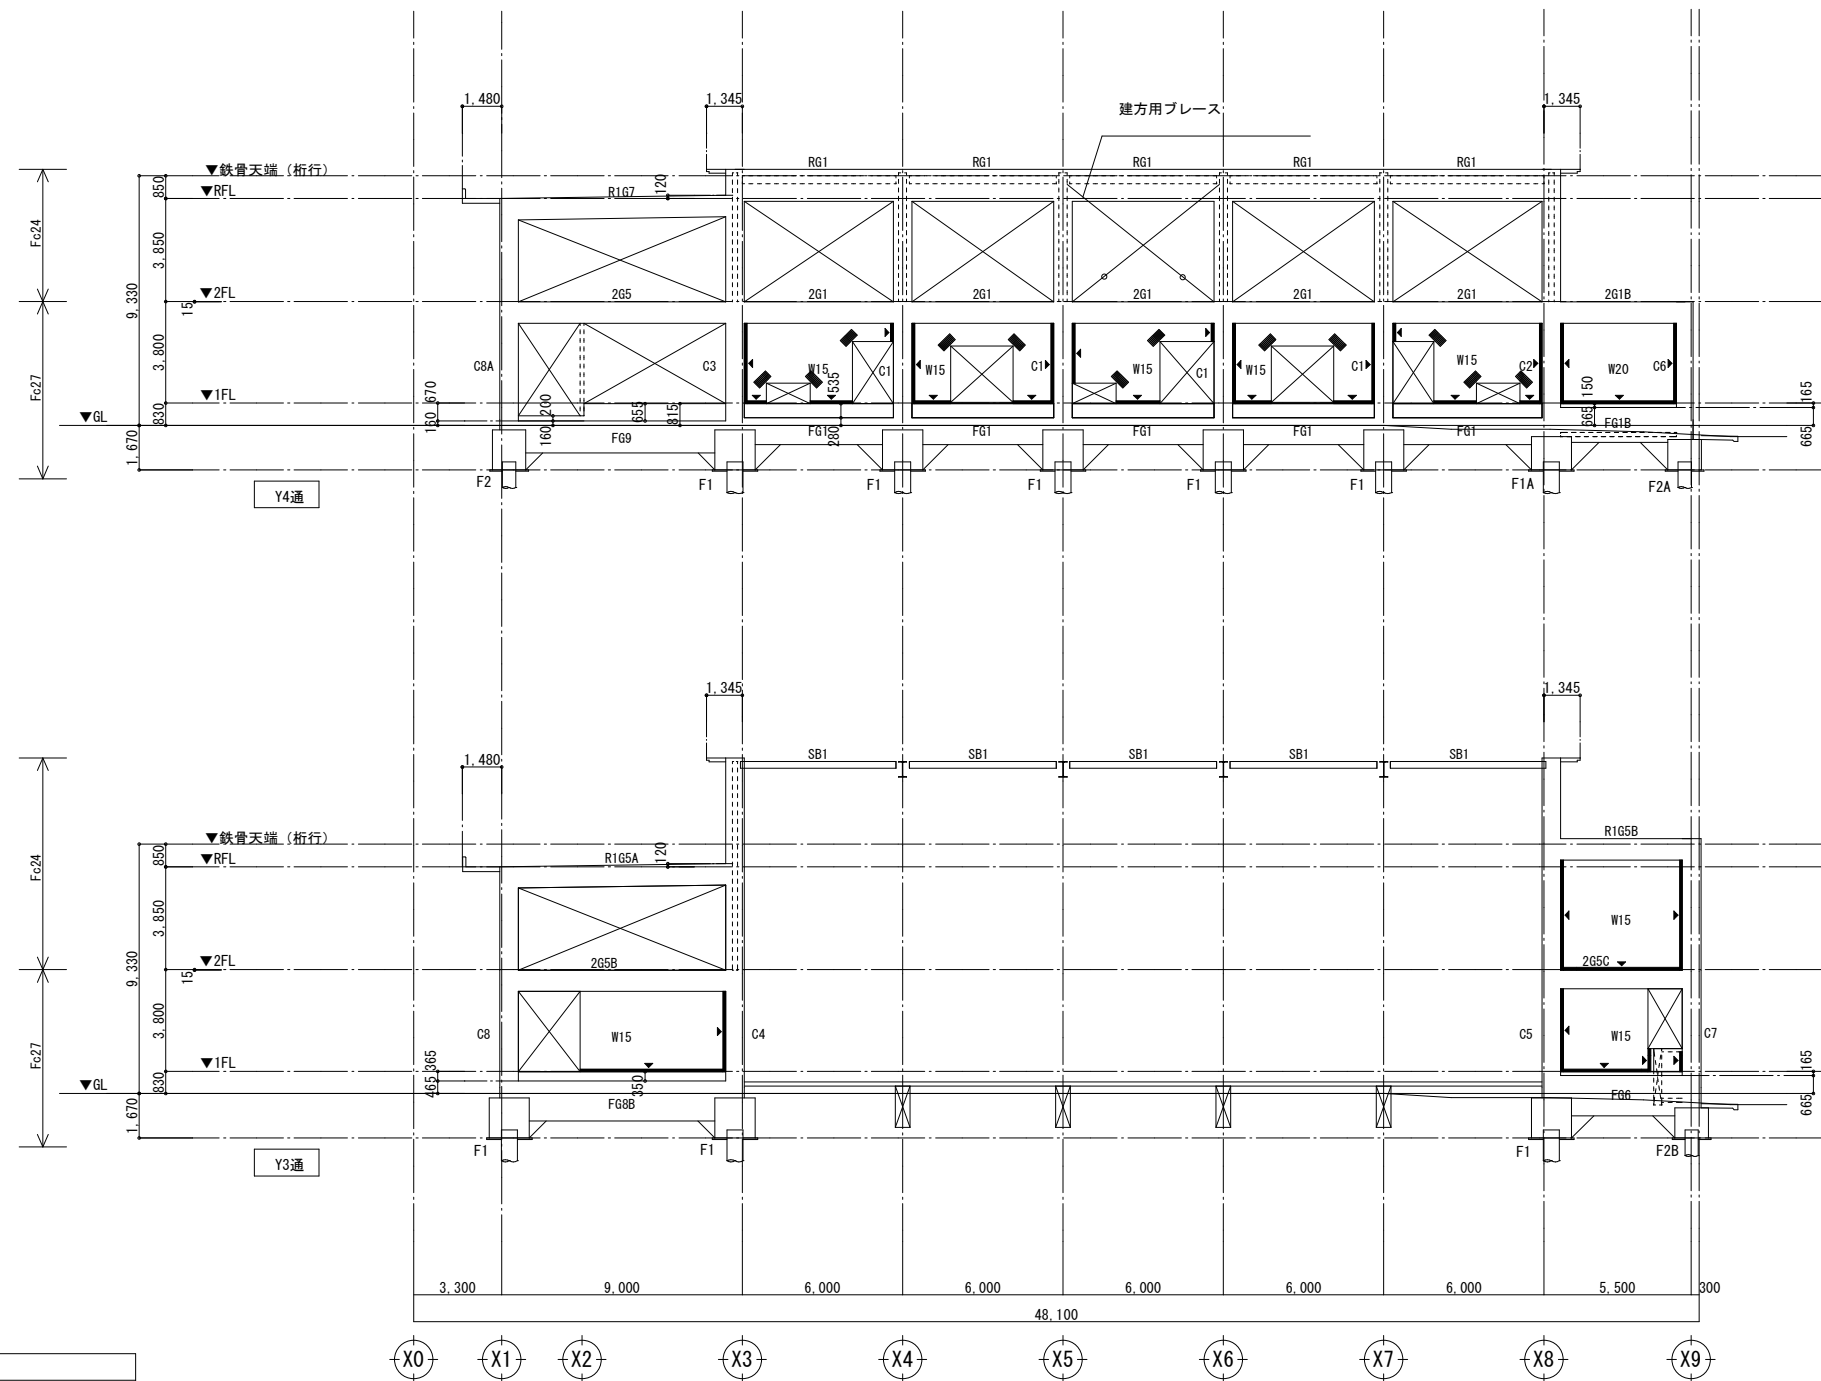 1,480
1,345
1,345
建方用ブレース
▼鉄骨天端（桁行）
RG1 RG1 RG1 RG1 RG1
850
▼RFL
R1G7
120
Fc24
3,850
9,330
▼2FL
15
2G5 2G1 2G1 2G1 2G1 2G1 2G1B
Fc27
3,800
C8A C3 W15 C1 W15 C1 W15 C1 W15 C1 W15 C2 W20 C6
535
150
165
▼1FL
670
200
655
815
665
▼GL
830
160
160
280
665
1,670
FG9 FG1 FG1 FG1 FG1 FG1 FG1B
F2 F1 F1 F1 F1 F1 F1A F2A
Y4通
1,345
1,345
1,480
SB1 SB1 SB1 SB1 SB1
▼鉄骨天端（桁行）
R1G5B
850
▼RFL
R1G5A
120
Fc24
3,850
W15
9,330
▼2FL
15
2G5B
2G5C
Fc27
3,800
C8 W15 C4 C5 W15 C7
▼1FL
365
350
165
▼GL
830
465
665
FG8B
FG6
1,670
F1 F1 F1 F2B
Y3通
3,300 9,000 6,000 6,000 6,000 6,000 6,000 5,500 300
48,100
X0 X1 X2 X3 X4 X5 X6 X7 X8 X9